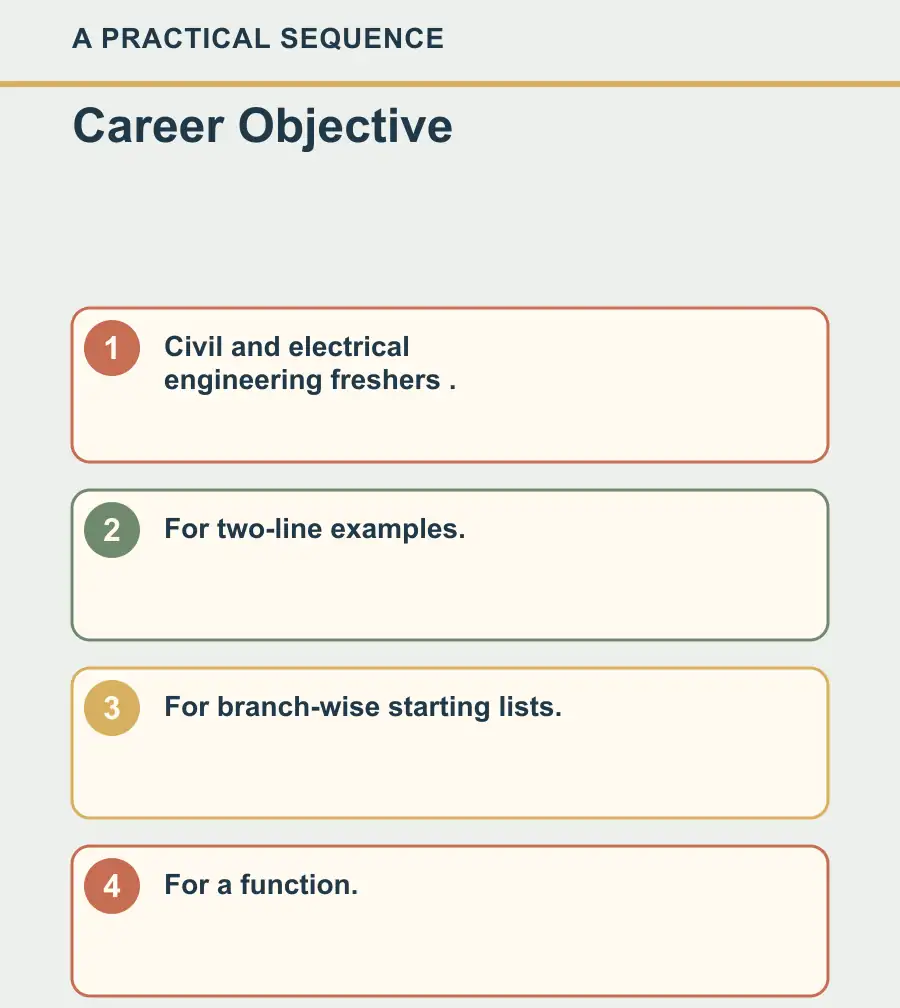 A PRACTICAL SEQUENCE
Career Objective
1
Civil and electrical
engineering freshers .
2
For two-line examples.
3
For branch-wise starting lists.
4
For a function.